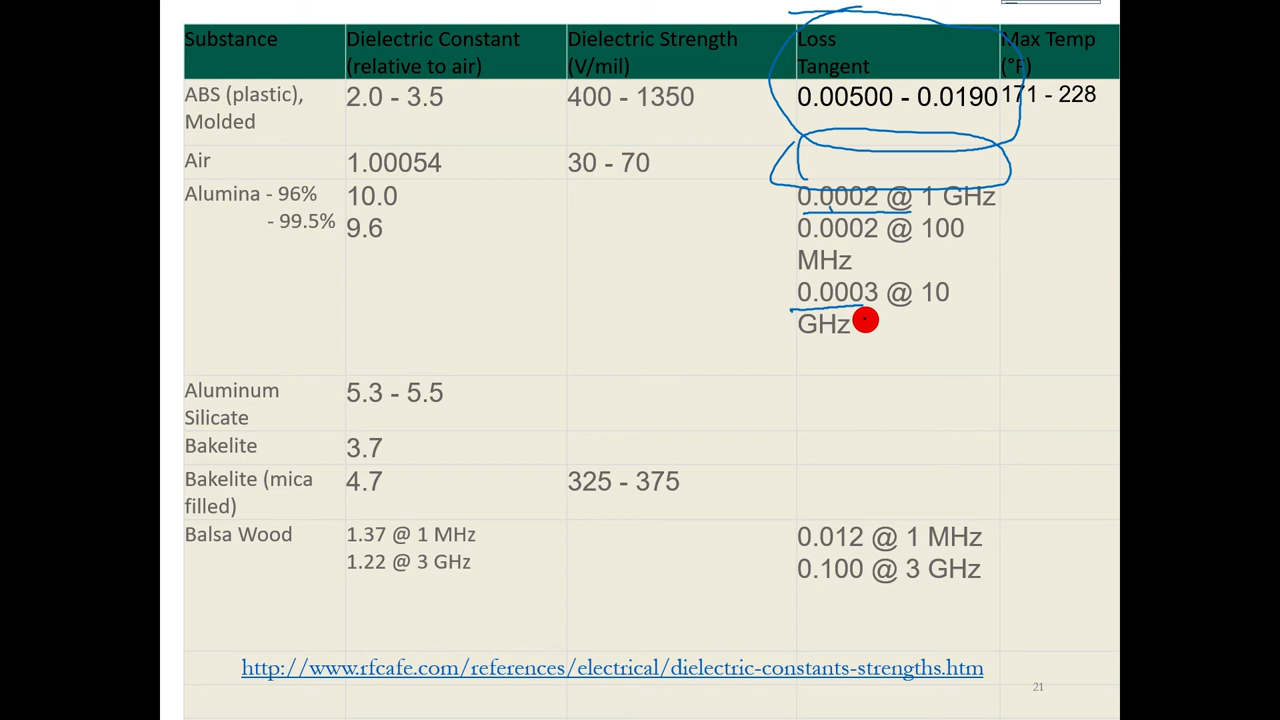 Substance Dielectric Constant (relative to air) Dielectric Strength (V/mil) Loss Tangent Max Temp (°F)
ABS (plastic), Molded 2.0 - 3.5 400 - 1350 0.00500 - 0.0190 171 - 228
Air 1.00054 30 - 70
Alumina - 96% 10.0 0.0002 @ 1 GHz
- 99.5% 9.6 0.0002 @ 100
MHz
0.0003 @ 10
GHz
Aluminum Silicate 5.3 - 5.5
Bakelite 3.7
Bakelite (mica filled) 4.7 325 - 375
Balsa Wood 1.37 @ 1 MHz 0.012 @ 1 MHz
1.22 @ 3 GHz 0.100 @ 3 GHz
http://www.rfcafe.com/references/electrical/dielectric-constants-strengths.htm
21